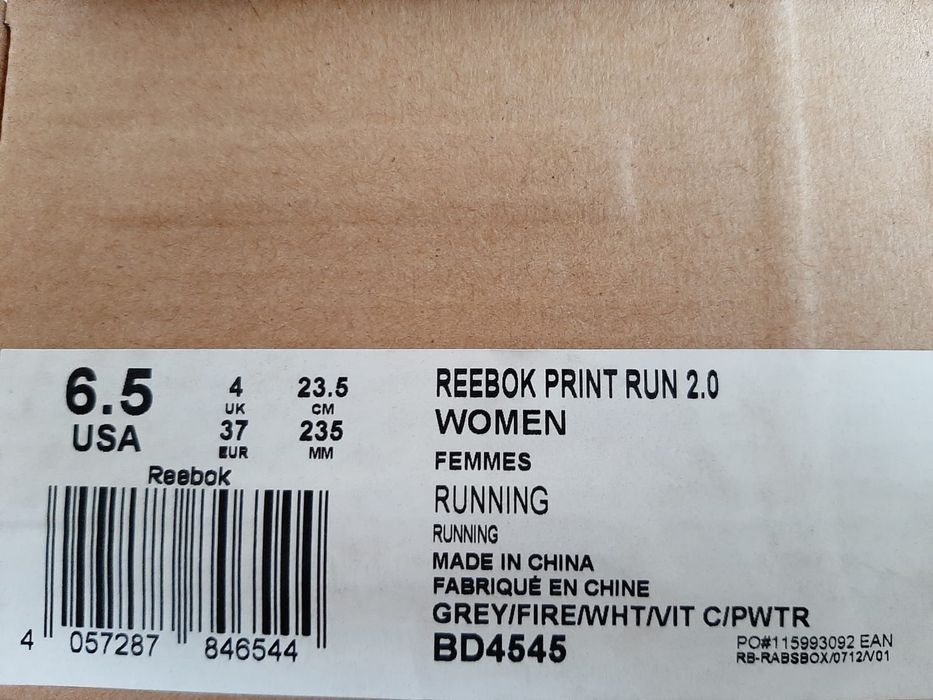 6.5
USA
4
UK
37
EUR
23.5
CM
235
MM
Reebok
4 057287 846544
REEBOK PRINT RUN 2.0
WOMEN
FEMMES
RUNNING
RUNNING
MADE IN CHINA
FABRIQUÉ EN CHINE
GREY/FIRE/WHT/VIT C/PWTR
BD4545
PO#115993092 EAN
RB-RABSBOX/0712/V01